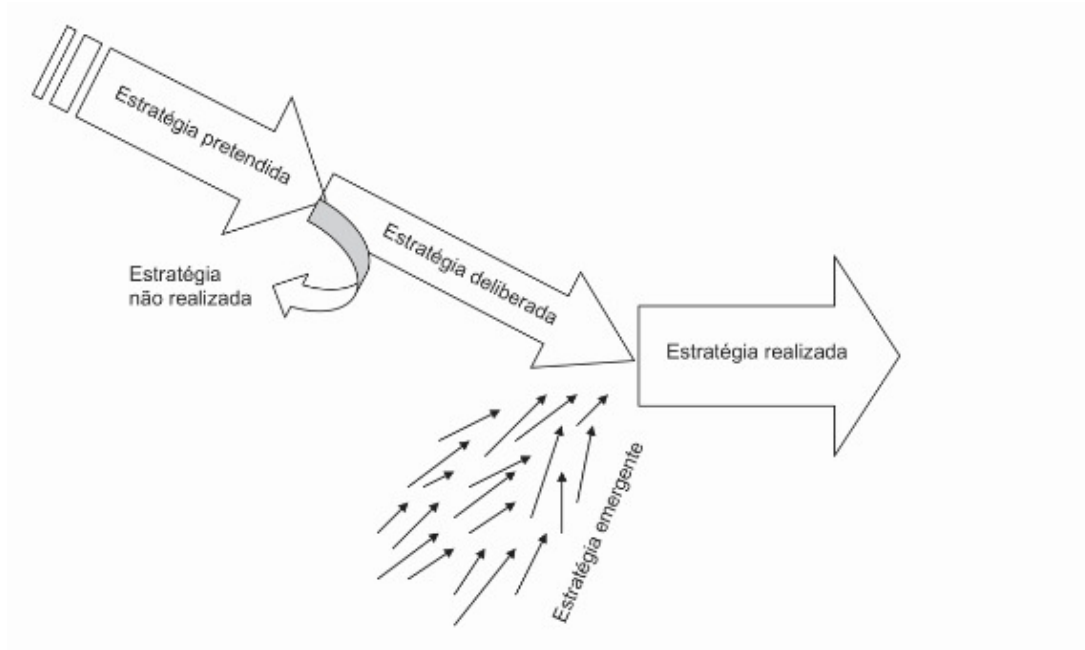 Estratégia pretendida
Estratégia
não realizada
Estratégia deliberada
Estratégia realizada
Estratégia emergente